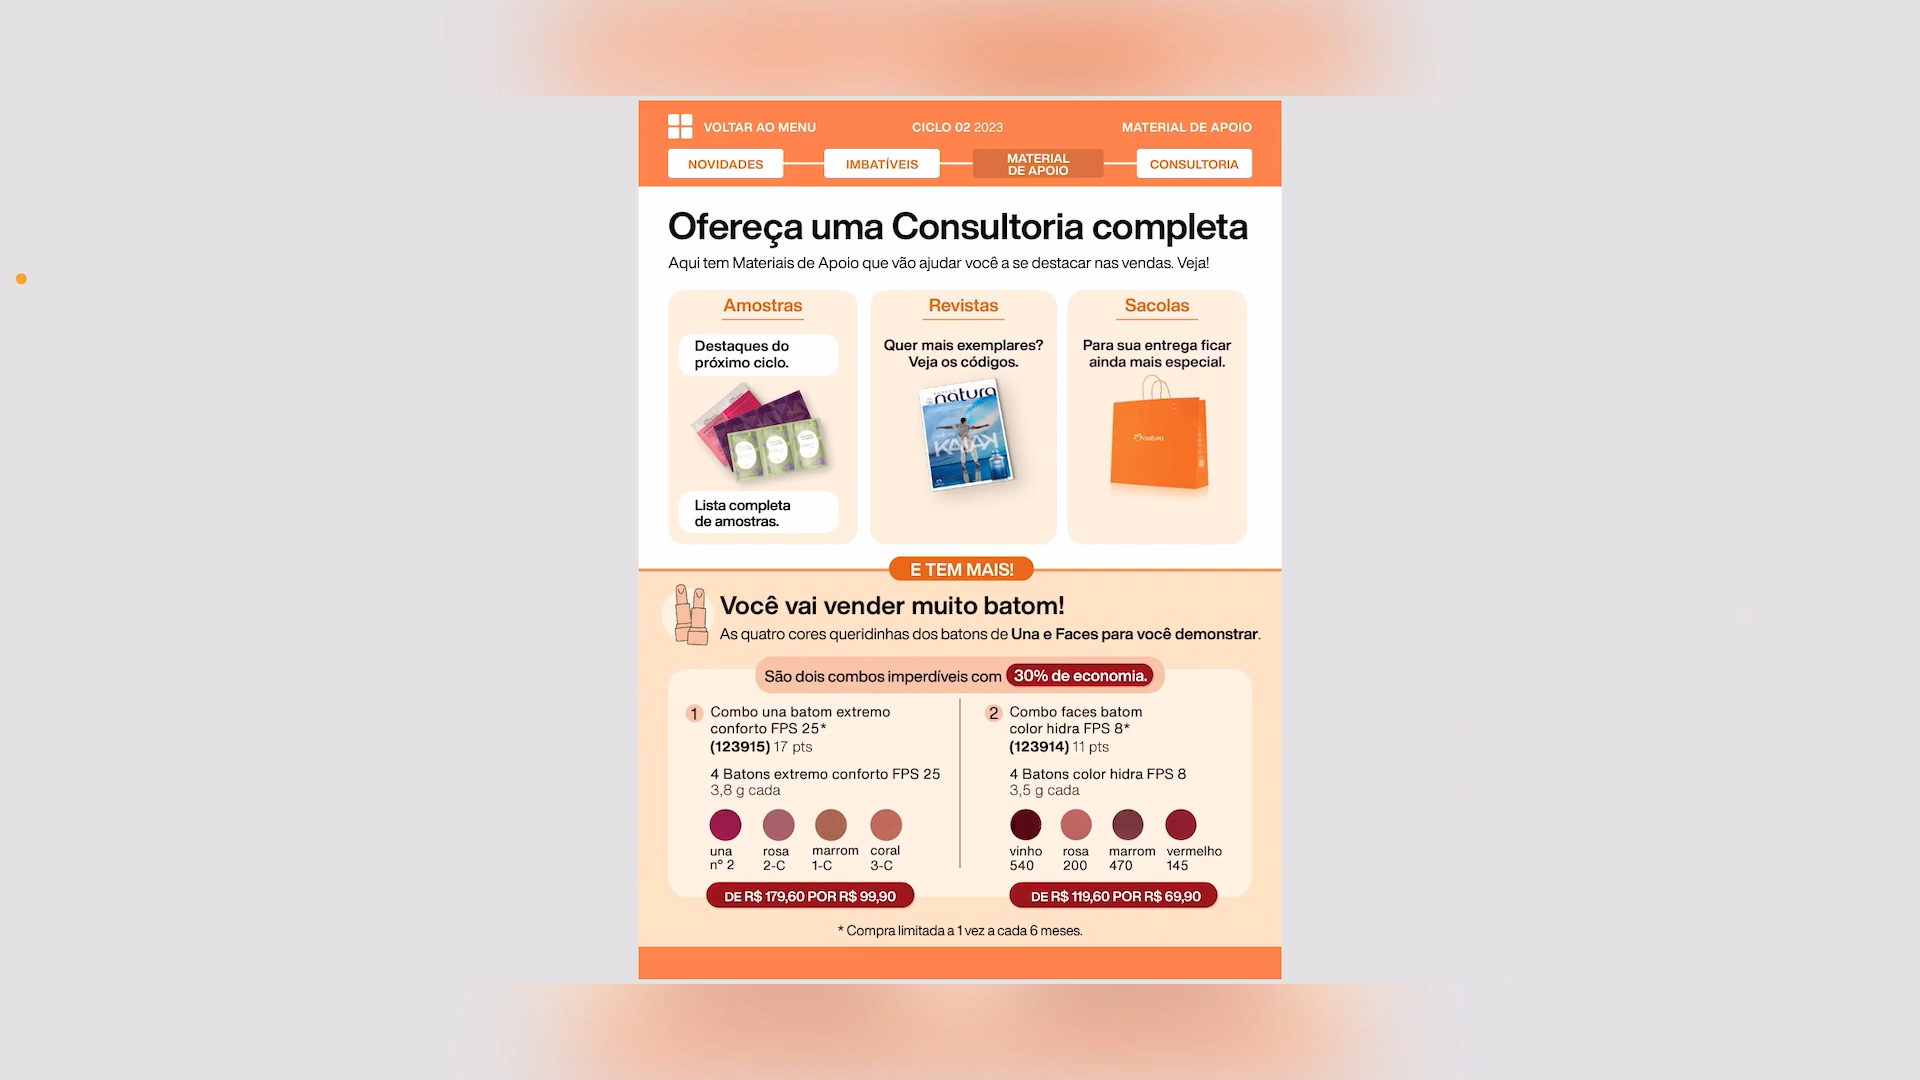 VOLTAR AO MENU
CICLO 02 2023
MATERIAL DE APOIO
NOVIDADES
IMBATÍVEIS
MATERIAL
DE APOIO
CONSULTORIA
Ofereça uma Consultoria completa
Aqui tem Materiais de Apoio que vão ajudar você a se destacar nas vendas. Veja!
Amostras
Destaques do
próximo ciclo.
Lista completa
de amostras.
Revistas
Quer mais exemplares?
Veja os códigos.
natura
KAIAK
Sacolas
Para sua entrega ficar
ainda mais especial.
natura
E TEM MAIS!
Você vai vender muito batom!
As quatro cores queridinhas dos batons de Una e Faces para você demonstrar.
São dois combos imperdíveis com 30% de economia.
1 Combo una batom extremo
conforto FPS 25*
(123915) 17 pts
4 Batons extremo conforto FPS 25
3,8 g cada
una
nº 2
rosa
2-C
marrom
1-C
coral
3-C
DE R$ 179,60 POR R$ 99,90
2 Combo faces batom
color hidra FPS 8*
(123914) 11 pts
4 Batons color hidra FPS 8
3,5 g cada
vinho
540
rosa
200
marrom
470
vermelho
145
DE R$ 119,60 POR R$ 69,90
* Compra limitada a 1 vez a cada 6 meses.